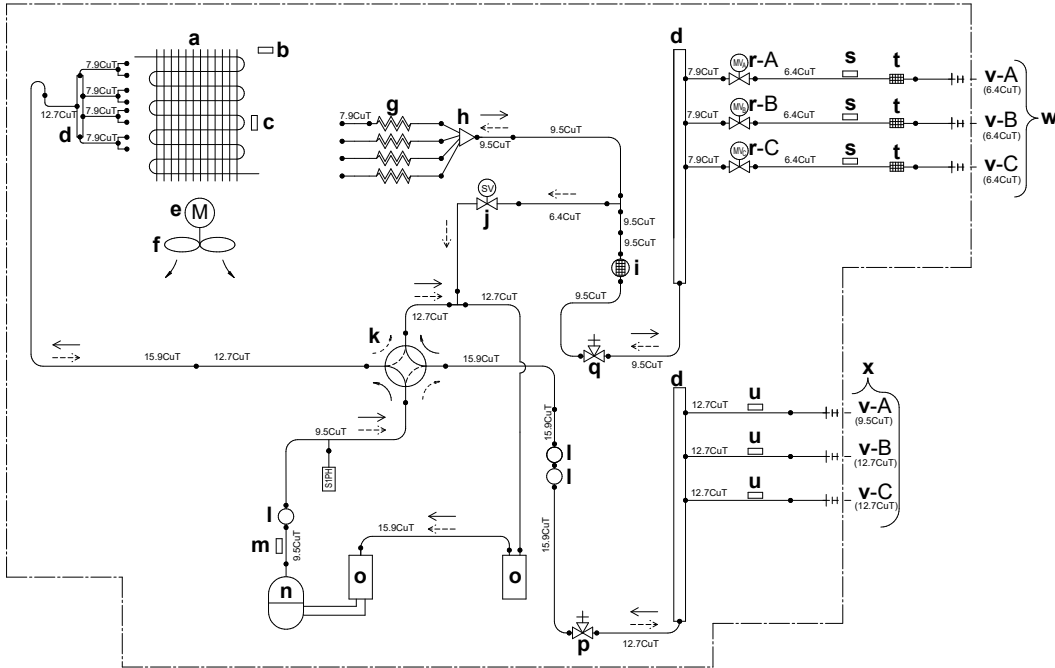 a
b
7.9CuT
7.9CuT
7.9CuT
7.9CuT
12.7CuT
d
c
e M
f
7.9CuT
g
h
9.5CuT
9.5CuT
SV
j
6.4CuT
9.5CuT
9.5CuT
i
9.5CuT
q
9.5CuT
d
7.9CuT
MVA
r-A
6.4CuT
s
t
v-A
(6.4CuT)
7.9CuT
MVB
r-B
6.4CuT
s
t
v-B
(6.4CuT)
w
7.9CuT
MVC
r-C
6.4CuT
s
t
v-C
(6.4CuT)
12.7CuT
12.7CuT
k
15.9CuT
12.7CuT
15.9CuT
9.5CuT
S1PH
15.9CuT
l
l
15.9CuT
l
m
9.5CuT
n
15.9CuT
o
o
p
12.7CuT
d
x
12.7CuT
u
v-A
(9.5CuT)
12.7CuT
u
v-B
(12.7CuT)
12.7CuT
u
v-C
(12.7CuT)